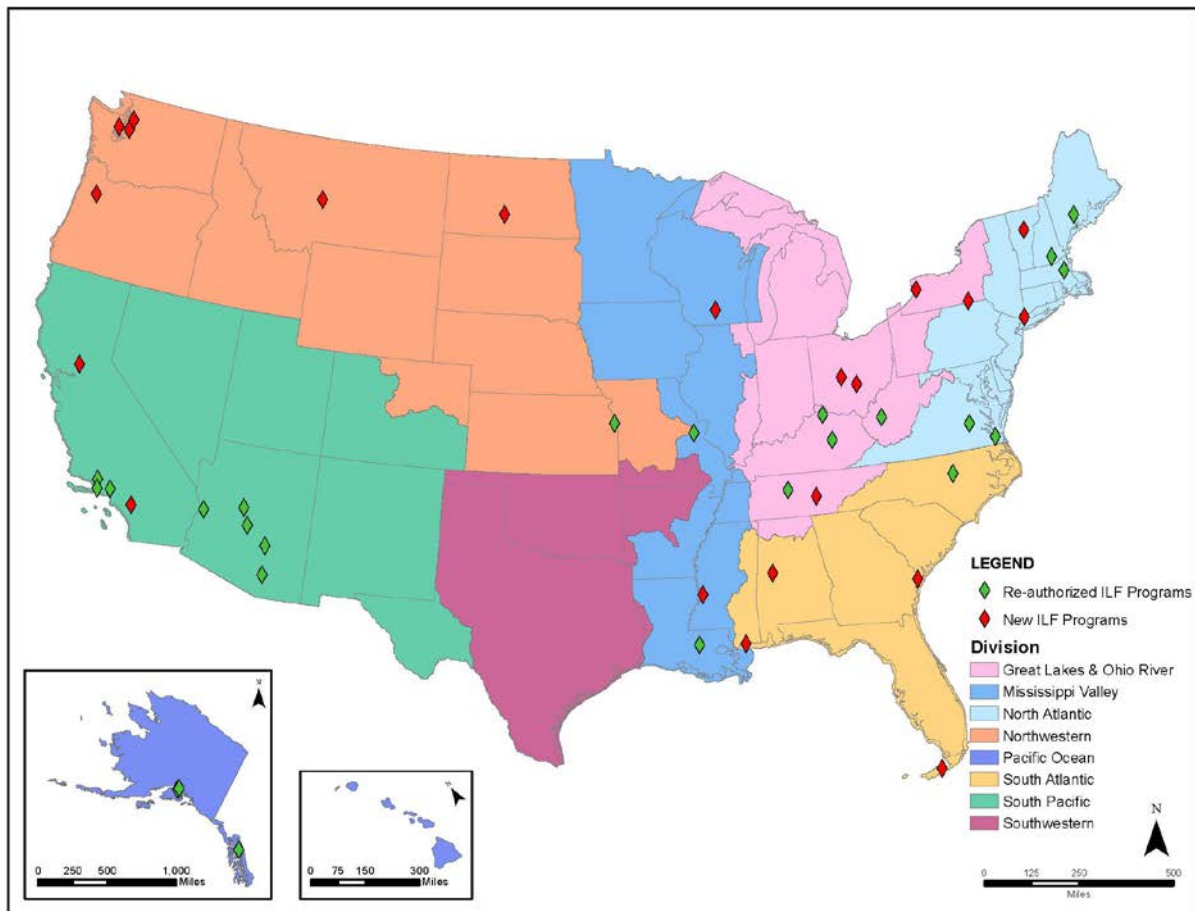 LEGEND
Re-authorized ILF Programs
New ILF Programs
Division
Great Lakes & Ohio River
Mississippi Valley
North Atlantic
Northwestern
Pacific Ocean
South Atlantic
South Pacific
Southwestern
N
0 125 250 500
Miles
N
0 250 500 1,000
Miles
0 75 150 300
Miles